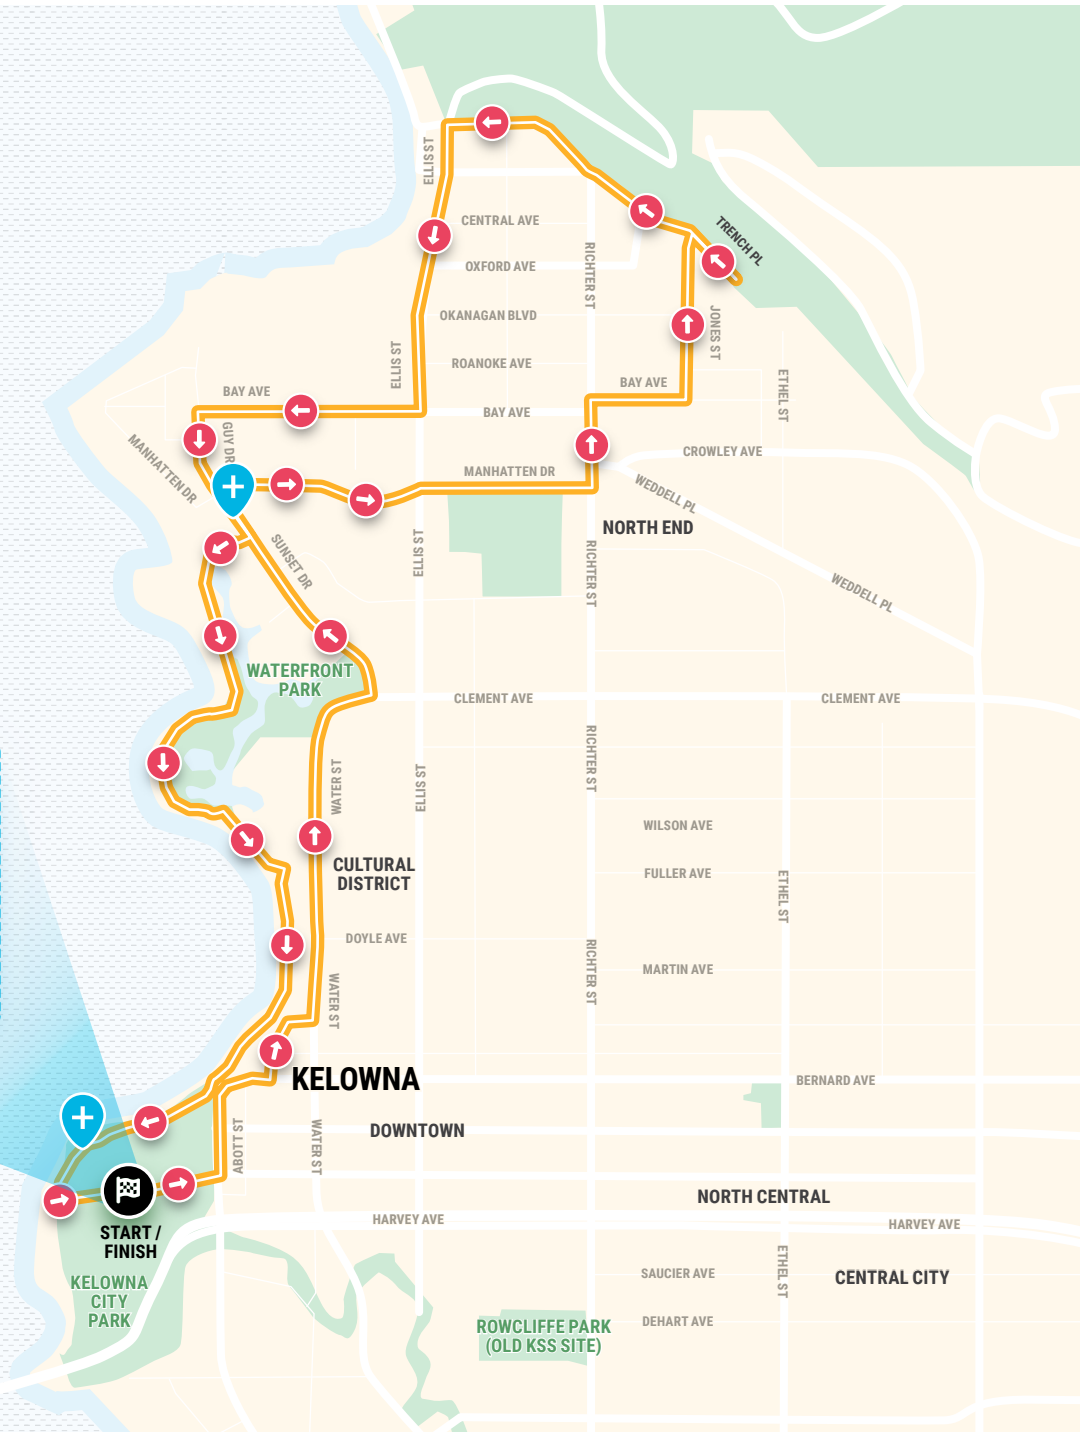 ELLIS ST
CENTRAL AVE
TRENCH PL
OXFORD AVE
RICHTER ST
OKANAGAN BLVD
JONES ST
ELLIS ST
ROANOKE AVE
BAY AVE
BAY AVE
ETHEL ST
BAY AVE
GUY DR
MANHATTEN DR
CROWLEY AVE
MANHATTEN DR
WEDDELL PL
NORTH END
ELLIS ST
SUNSET DR
RICHTER ST
WEDDELL PL
WATERFRONT
PARK
CLEMENT AVE
CLEMENT AVE
RICHTER ST
WATER ST
ELLIS ST
WILSON AVE
CULTURAL
DISTRICT
FULLER AVE
ETHEL ST
DOYLE AVE
RICHTER ST
MARTIN AVE
WATER ST
KELOWNA
BERNARD AVE
ABOTT ST
WATER ST
DOWNTOWN
NORTH CENTRAL
HARVEY AVE
HARVEY AVE
START /
FINISH
ETHEL ST
SAUCIER AVE
CENTRAL CITY
KELOWNA
CITY
PARK
ROWCLIFFE PARK
(OLD KSS SITE)
DEHART AVE